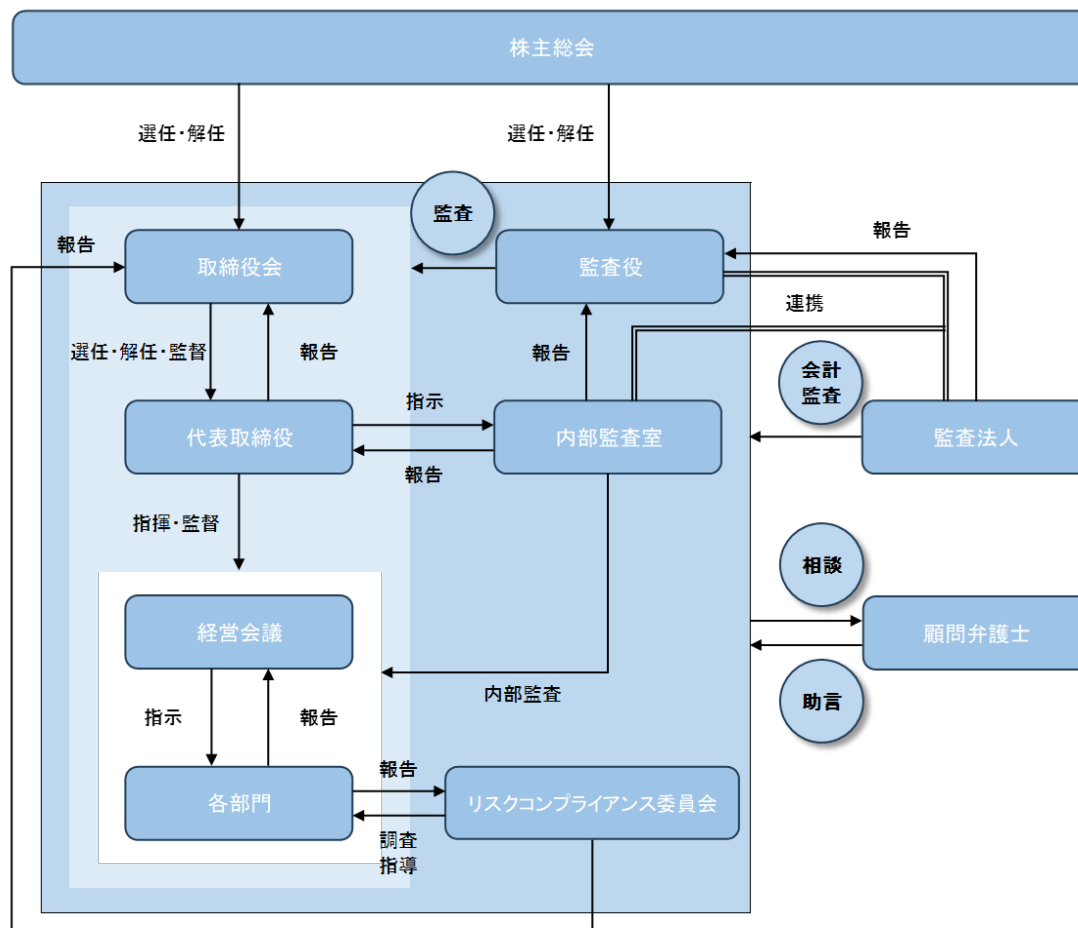 株主総会
選任・解任
選任・解任
監査
報告
取締役会
監査役
報告
連携
選任・解任・監督
報告
報告
会計
監査
指示
代表取締役
内部監査室
監査法人
報告
指揮・監督
相談
経営会議
顧問弁護士
内部監査
助言
指示
報告
報告
各部門
リスクコンプライアンス委員会
調査
指導